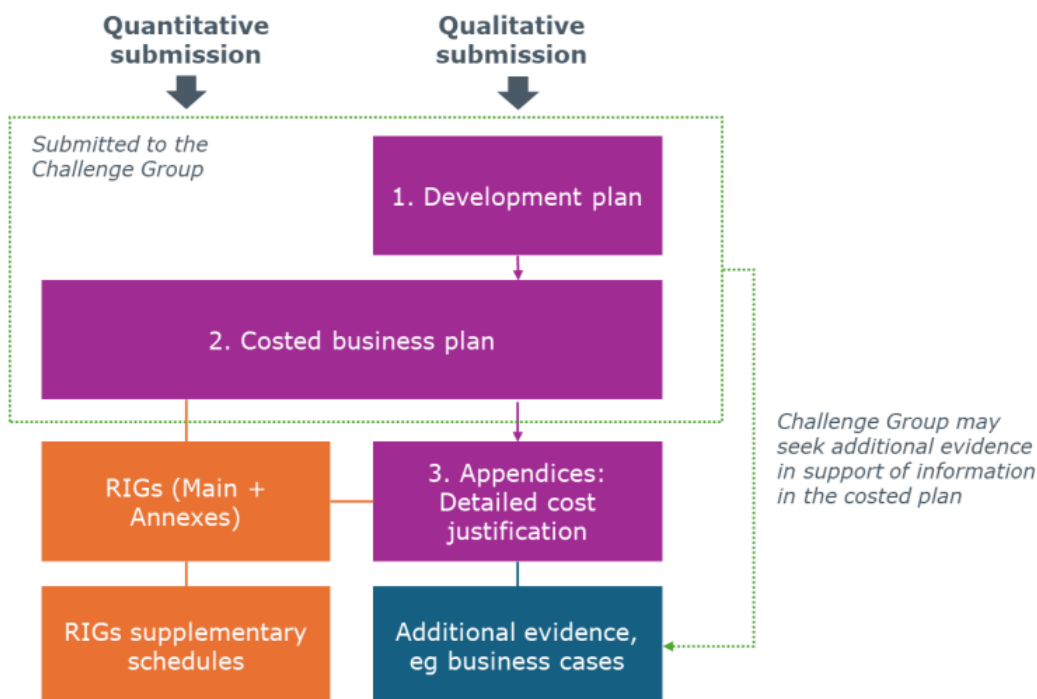 Quantitative
submission
Qualitative
submission
Submitted to the
Challenge Group
1. Development plan
2. Costed business plan
RIGs (Main +
Annexes)
3. Appendices:
Detailed cost
justification
Challenge Group may
seek additional evidence
in support of information
in the costed plan
RIGs supplementary
schedules
Additional evidence,
eg business cases